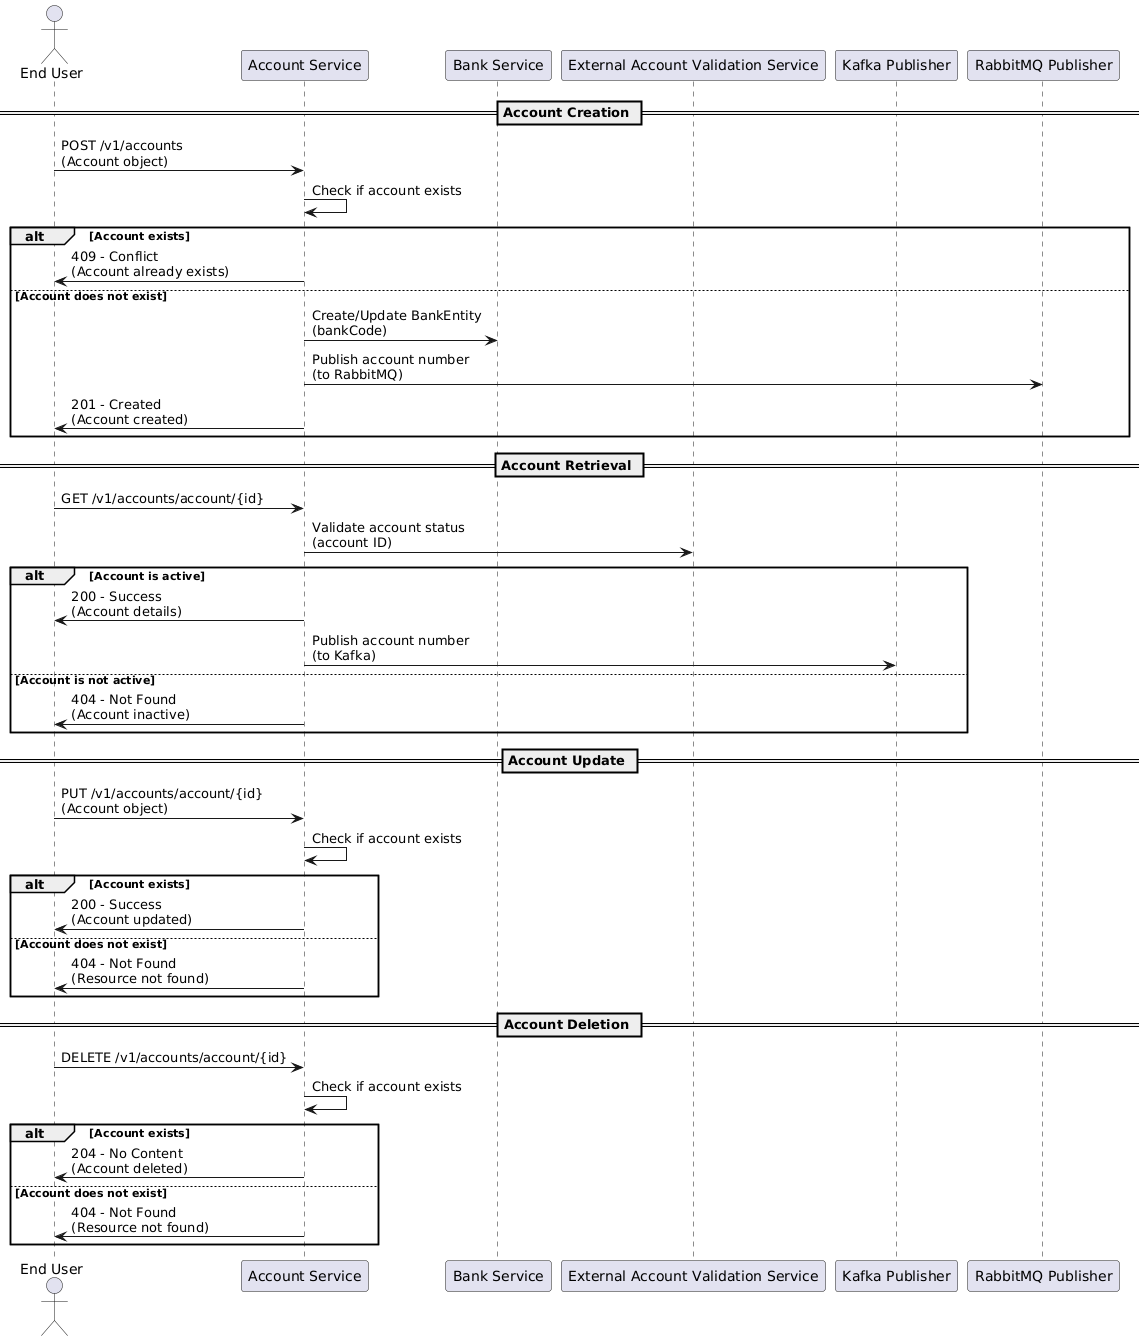 End User
Account Service
Bank Service
External Account Validation Service
Kafka Publisher
RabbitMQ Publisher
Account Creation
POST /v1/accounts
(Account object)
Check if account exists
alt
[Account exists]
409 - Conflict
(Account already exists)
[Account does not exist]
Create/Update BankEntity
(bankCode)
Publish account number
(to RabbitMQ)
201 - Created
(Account created)
Account Retrieval
GET /v1/accounts/account/{id}
Validate account status
(account ID)
alt
[Account is active]
200 - Success
(Account details)
Publish account number
(to Kafka)
[Account is not active]
404 - Not Found
(Account inactive)
Account Update
PUT /v1/accounts/account/{id}
(Account object)
Check if account exists
alt
[Account exists]
200 - Success
(Account updated)
[Account does not exist]
404 - Not Found
(Resource not found)
Account Deletion
DELETE /v1/accounts/account/{id}
Check if account exists
alt
[Account exists]
204 - No Content
(Account deleted)
[Account does not exist]
404 - Not Found
(Resource not found)
End User
Account Service
Bank Service
External Account Validation Service
Kafka Publisher
RabbitMQ Publisher